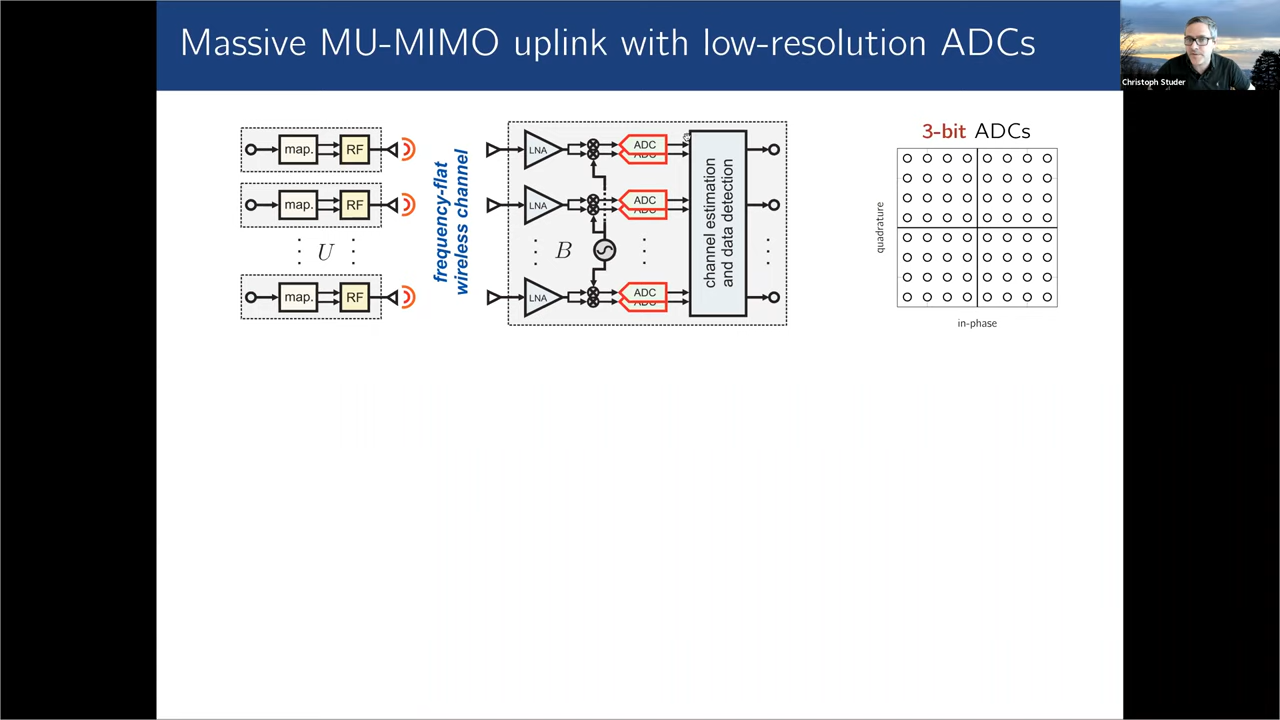 Massive MU-MIMO uplink with low-resolution ADCs
Christoph Studer
map.
RF
map.
RF
U
map.
RF
frequency-flat
wireless channel
LNA
LNA
B
LNA
ADC
ADC
ADC
ADC
ADC
ADC
channel estimation
and data detection
3-bit ADCs
quadrature
in-phase